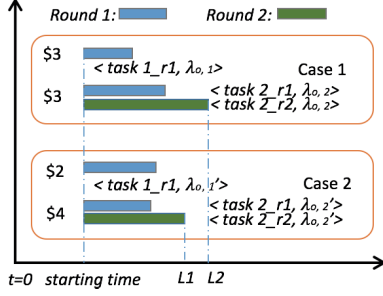 Round 1: Round 2:
$3
< task 1_r1, λo, 1>
Case 1
$3
< task 2_r1, λo, 2>
< task 2_r2, λo, 2>
$2
< task 1_r1, λo, 1'>
Case 2
$4
< task 2_r1, λo, 2'>
< task 2_r2, λo, 2'>
t=0 starting time L1 L2